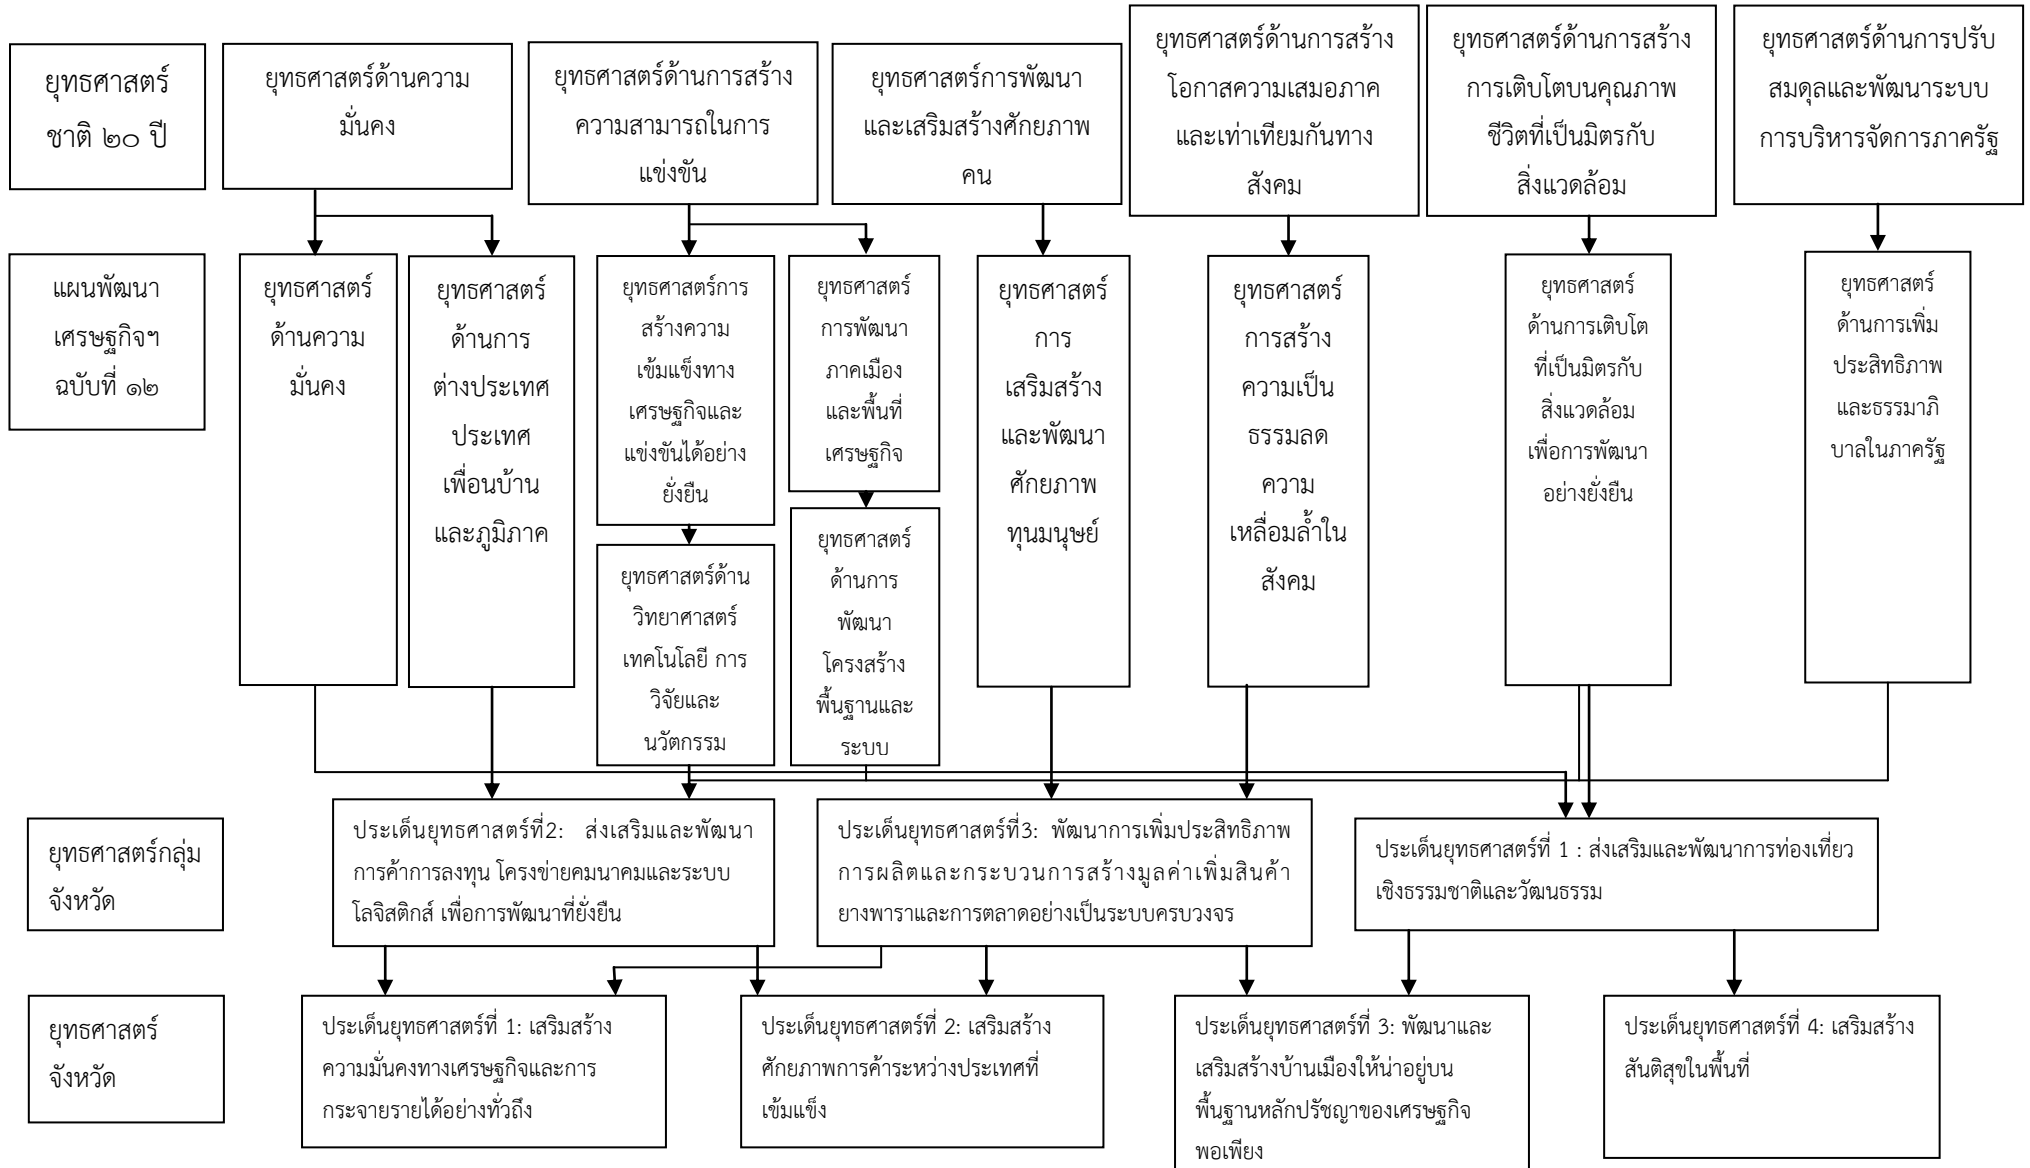 ยุทธศาสตร์
ชาติ ๒๐ ปี
ยุทธศาสตร์ด้านความ
มั่นคง
ยุทธศาสตร์ด้านการสร้าง
ความสามารถในการ
แข่งขัน
ยุทธศาสตร์การพัฒนา
และเสริมสร้างศักยภาพ
คน
ยุทธศาสตร์ด้านการสร้าง
โอกาสความเสมอภาค
และเท่าเทียมกันทาง
สังคม
ยุทธศาสตร์ด้านการสร้าง
การเติบโตบนคุณภาพ
ชีวิตที่เป็นมิตรกับ
สิ่งแวดล้อม
ยุทธศาสตร์ด้านการปรับ
สมดุลและพัฒนาระบบ
การบริหารจัดการภาครัฐ
แผนพัฒนา
เศรษฐกิจฯ
ฉบับที่ ๑๒
ยุทธศาสตร์
ด้านความ
มั่นคง
ยุทธศาสตร์
ด้านการ
ต่างประเทศ
ประเทศ
เพื่อนบ้าน
และภูมิภาค
ยุทธศาสตร์การ
สร้างความ
เข้มแข็งทาง
เศรษฐกิจและ
แข่งขันได้อย่าง
ยั่งยืน
ยุทธศาสตร์
การพัฒนา
ภาคเมือง
และพื้นที่
เศรษฐกิจ
ยุทธศาสตร์
การ
เสริมสร้าง
และพัฒนา
ศักยภาพ
ทุนมนุษย์
ยุทธศาสตร์
การสร้าง
ความเป็น
ธรรมลด
ความ
เหลื่อมล้ำใน
สังคม
ยุทธศาสตร์
ด้านการเติบโต
ที่เป็นมิตรกับ
สิ่งแวดล้อม
เพื่อการพัฒนา
อย่างยั่งยืน
ยุทธศาสตร์
ด้านการเพิ่ม
ประสิทธิภาพ
และธรรมาภิ
บาลในภาครัฐ
ยุทธศาสตร์ด้าน
วิทยาศาสตร์
เทคโนโลยี การ
วิจัยและ
นวัตกรรม
ยุทธศาสตร์
ด้านการ
พัฒนา
โครงสร้าง
พื้นฐานและ
ระบบ
ยุทธศาสตร์กลุ่ม
จังหวัด
ประเด็นยุทธศาสตร์ที่2: ส่งเสริมและพัฒนา
การค้าการลงทุน โครงข่ายคมนาคมและระบบ
โลจิสติกส์ เพื่อการพัฒนาที่ยั่งยืน
ประเด็นยุทธศาสตร์ที่3: พัฒนาการเพิ่มประสิทธิภาพ
การผลิตและกระบวนการสร้างมูลค่าเพิ่มสินค้า
ยางพาราและการตลาดอย่างเป็นระบบครบวงจร
ประเด็นยุทธศาสตร์ที่ 1 : ส่งเสริมและพัฒนาการท่องเที่ยว
เชิงธรรมชาติและวัฒนธรรม
ยุทธศาสตร์
จังหวัด
ประเด็นยุทธศาสตร์ที่ 1: เสริมสร้าง
ความมั่นคงทางเศรษฐกิจและการ
กระจายรายได้อย่างทั่วถึง
ประเด็นยุทธศาสตร์ที่ 2: เสริมสร้าง
ศักยภาพการค้าระหว่างประเทศที่
เข้มแข็ง
ประเด็นยุทธศาสตร์ที่ 3: พัฒนาและ
เสริมสร้างบ้านเมืองให้น่าอยู่บน
พื้นฐานหลักปรัชญาของเศรษฐกิจ
พอเพียง
ประเด็นยุทธศาสตร์ที่ 4: เสริมสร้าง
สันติสุขในพื้นที่